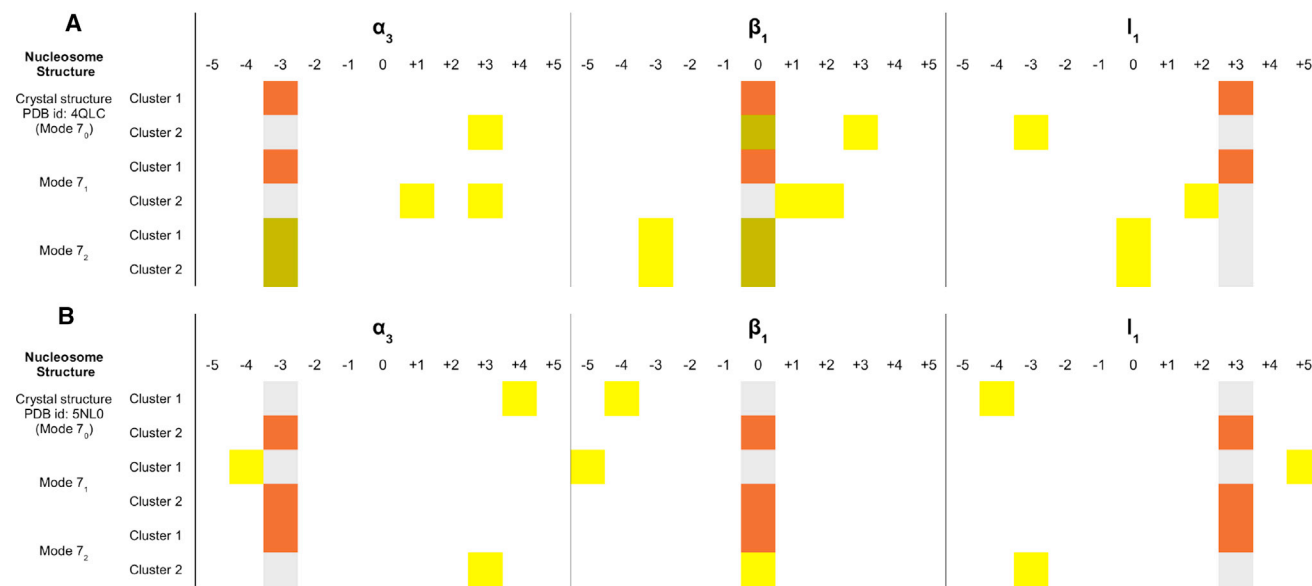 A
α3 β1 l1
Nucleosome
Structure
-5 -4 -3 -2 -1 0 +1 +2 +3 +4 +5 -5 -4 -3 -2 -1 0 +1 +2 +3 +4 +5 -5 -4 -3 -2 -1 0 +1 +2 +3 +4 +5
Crystal structure
PDB id: 4QLC
(Mode 7₀)
Cluster 1
Cluster 2
Mode 7₁
Cluster 1
Cluster 2
Mode 7₂
Cluster 1
Cluster 2
B
α3 β1 l1
Nucleosome
Structure
-5 -4 -3 -2 -1 0 +1 +2 +3 +4 +5 -5 -4 -3 -2 -1 0 +1 +2 +3 +4 +5 -5 -4 -3 -2 -1 0 +1 +2 +3 +4 +5
Crystal structure
PDB id: 5NL0
(Mode 7₀)
Cluster 1
Cluster 2
Mode 7₁
Cluster 1
Cluster 2
Mode 7₂
Cluster 1
Cluster 2